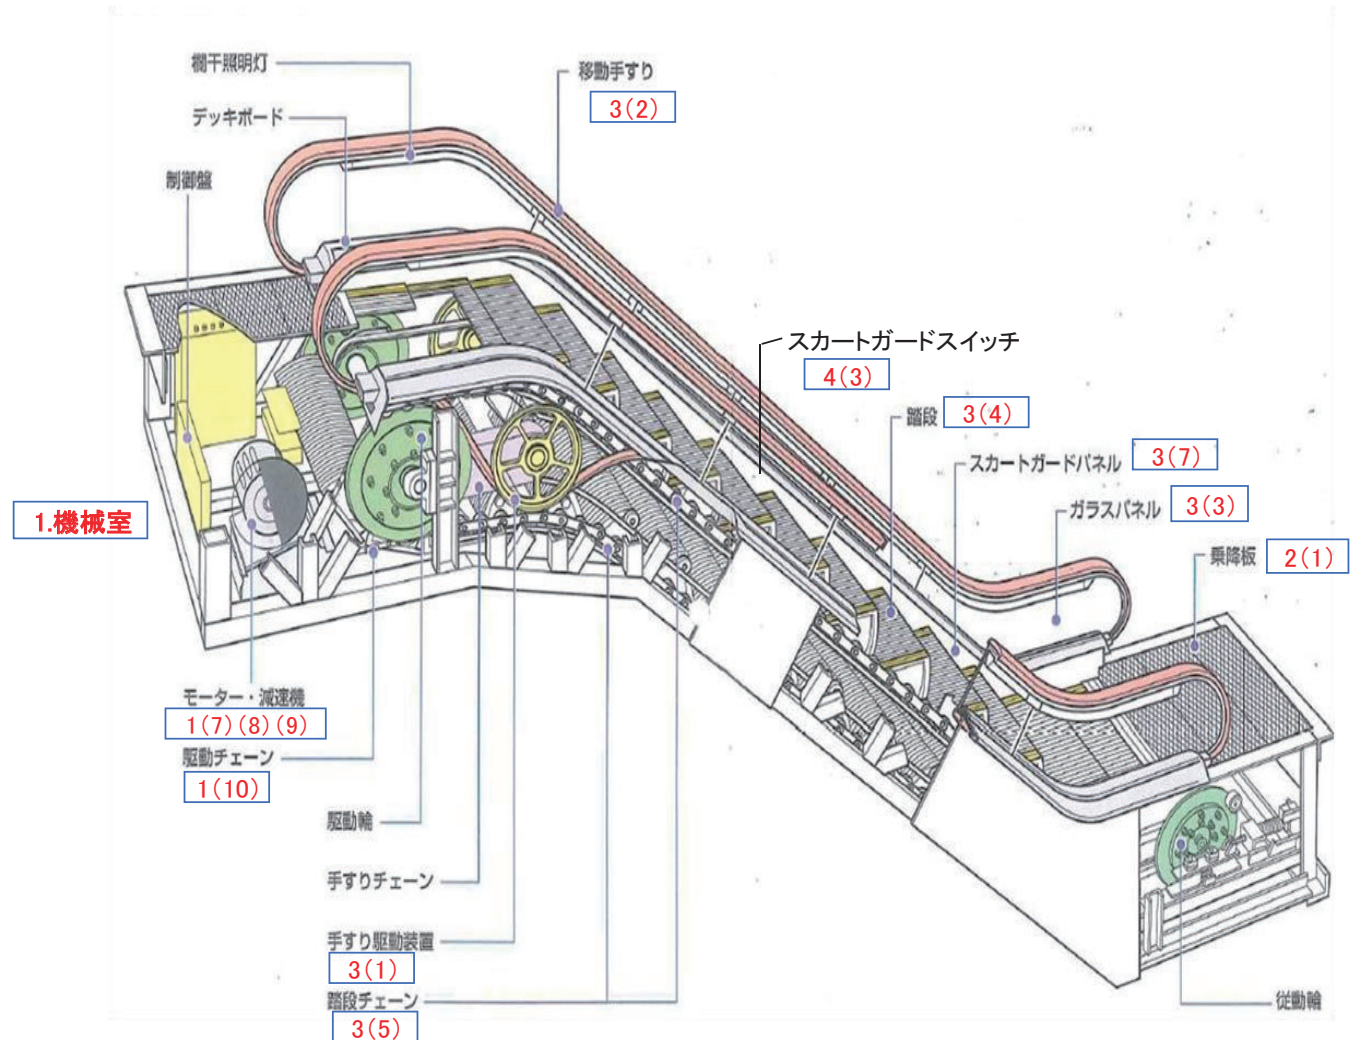 欄干照明灯
移動手すり
3(2)
デッキボード
制御盤
スカートガードスイッチ
4(3)
踏段
3(4)
スカートガードパネル
3(7)
ガラスパネル
3(3)
乗降板
2(1)
1.機械室
モーター・減速機
1(7)(8)(9)
駆動チェーン
1(10)
駆動輪
手すりチェーン
手すり駆動装置
3(1)
踏段チェーン
3(5)
従動輪